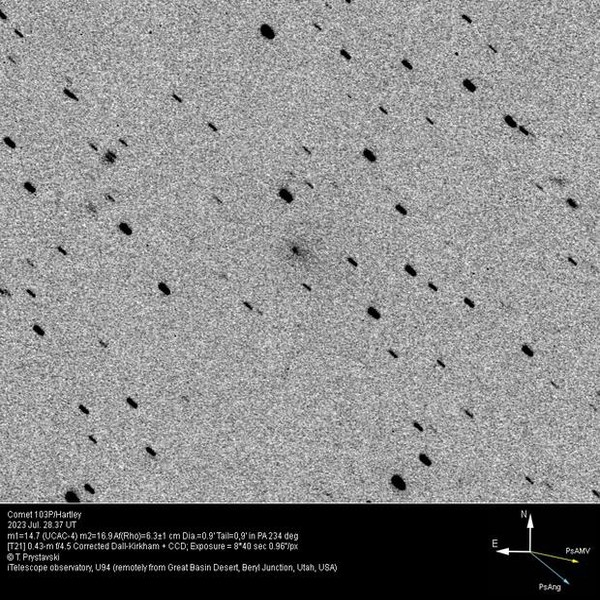 Comet 103P/Hartley
2023 Jul. 28.37 UT
m1=14.7 (UCAC-4) m2=16.9 Af(Rho)=6.3±1 cm Dia.=0.9' Tail=0,9' in PA 234 deg
[T21] 0.43-m f/4.5 Corrected Dall-Kirkham + CCD; Exposure = 8*40 sec 0.96"/px
© T. Prystavski
iTelescope observatory, U94 (remotely from Great Basin Desert, Beryl Junction, Utah, USA)
N
E
PsAMV
PsAng